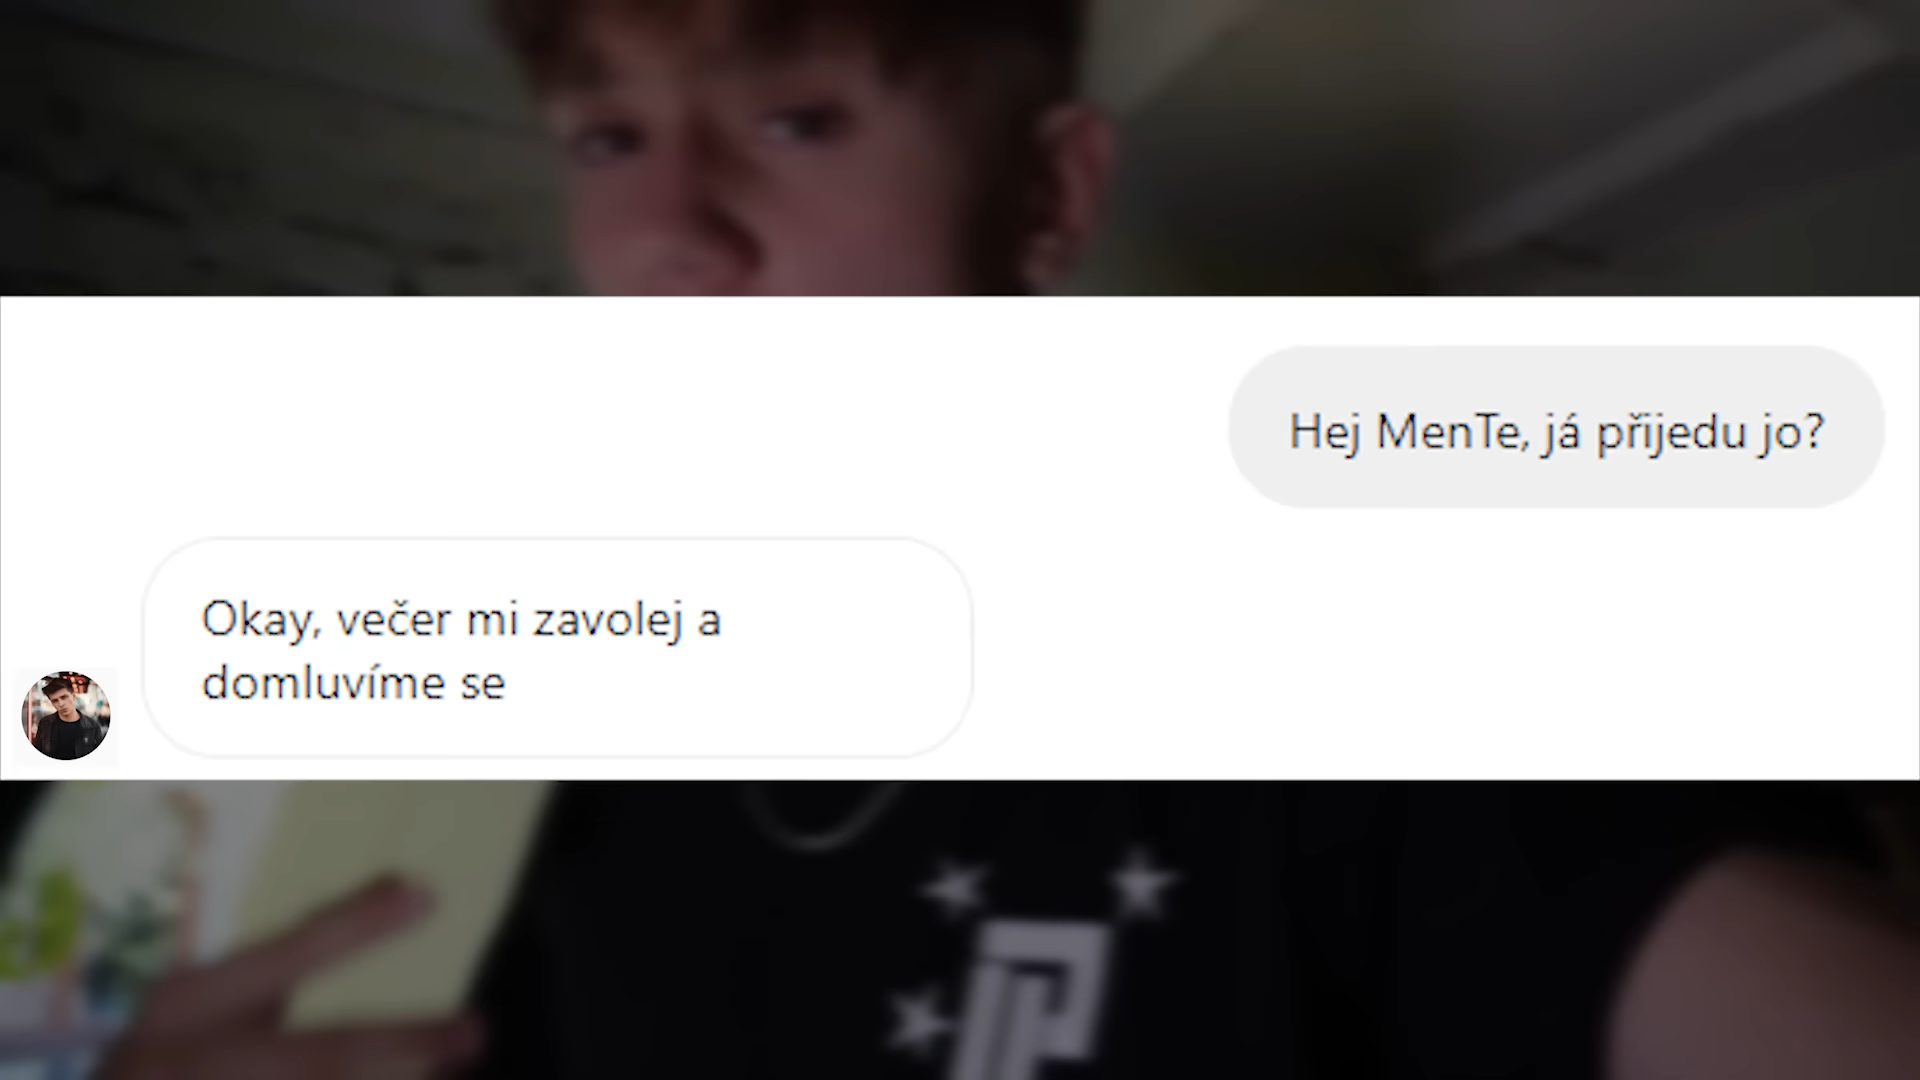 Hej MenTe, já přijedu jo?
Okay, večer mi zavolej a
domluvíme se